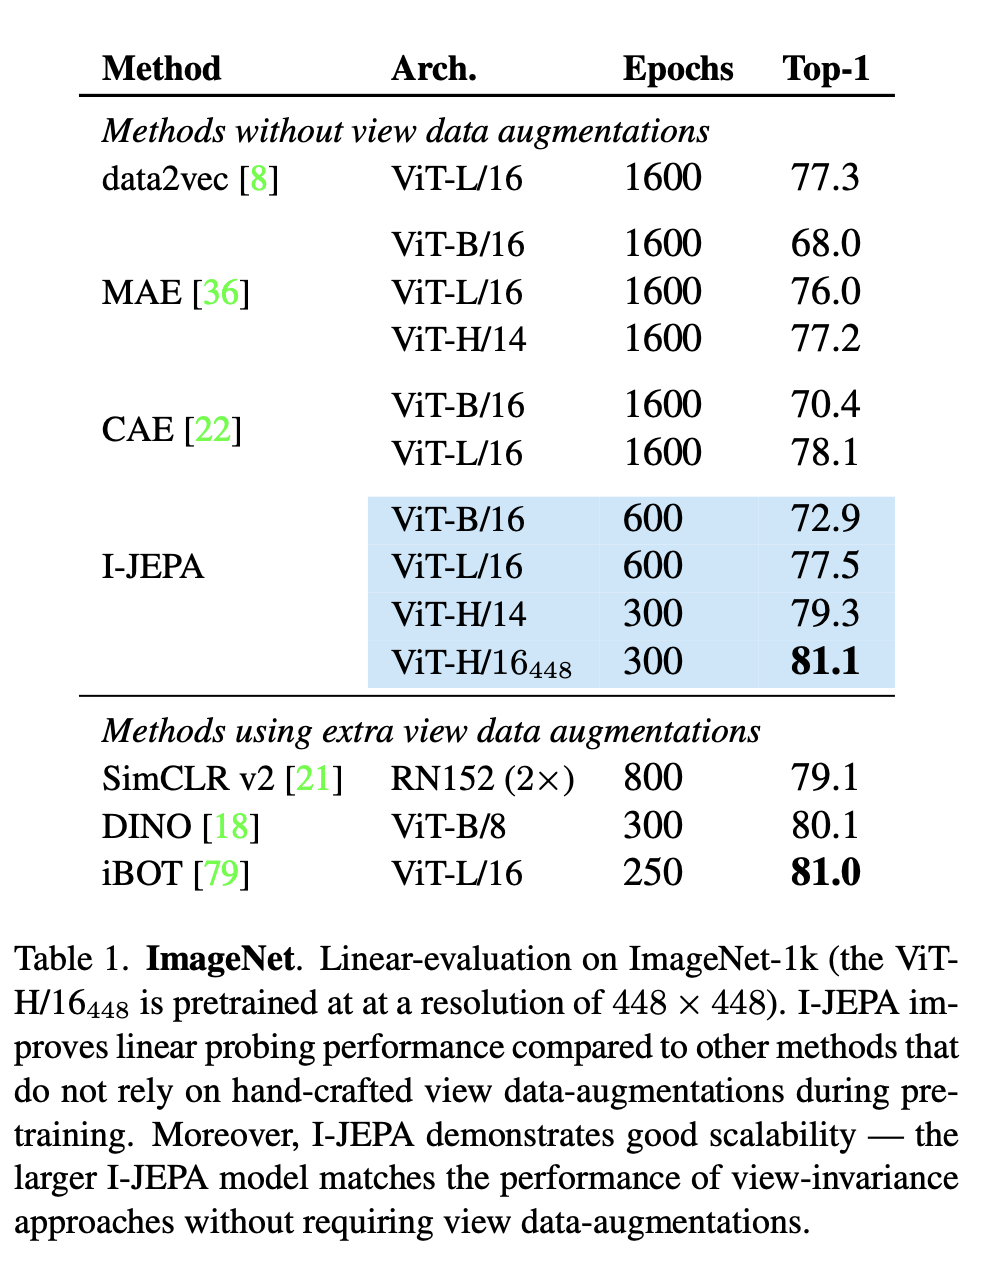 Method Arch. Epochs Top-1
Methods without view data augmentations
data2vec [8] ViT-L/16 1600 77.3
ViT-B/16 1600 68.0
MAE [36] ViT-L/16 1600 76.0
ViT-H/14 1600 77.2
ViT-B/16 1600 70.4
CAE [22]
ViT-L/16 1600 78.1
ViT-B/16 600 72.9
I-JEPA ViT-L/16 600 77.5
ViT-H/14 300 79.3
ViT-H/16₄₄₈ 300 81.1
Methods using extra view data augmentations
SimCLR v2 [21] RN152 (2×) 800 79.1
DINO [18] ViT-B/8 300 80.1
iBOT [79] ViT-L/16 250 81.0
Table 1. ImageNet. Linear-evaluation on ImageNet-1k (the ViT-
H/16₄₄₈ is pretrained at at a resolution of 448 × 448). I-JEPA im-
proves linear probing performance compared to other methods that
do not rely on hand-crafted view data-augmentations during pre-
training. Moreover, I-JEPA demonstrates good scalability — the
larger I-JEPA model matches the performance of view-invariance
approaches without requiring view data-augmentations.